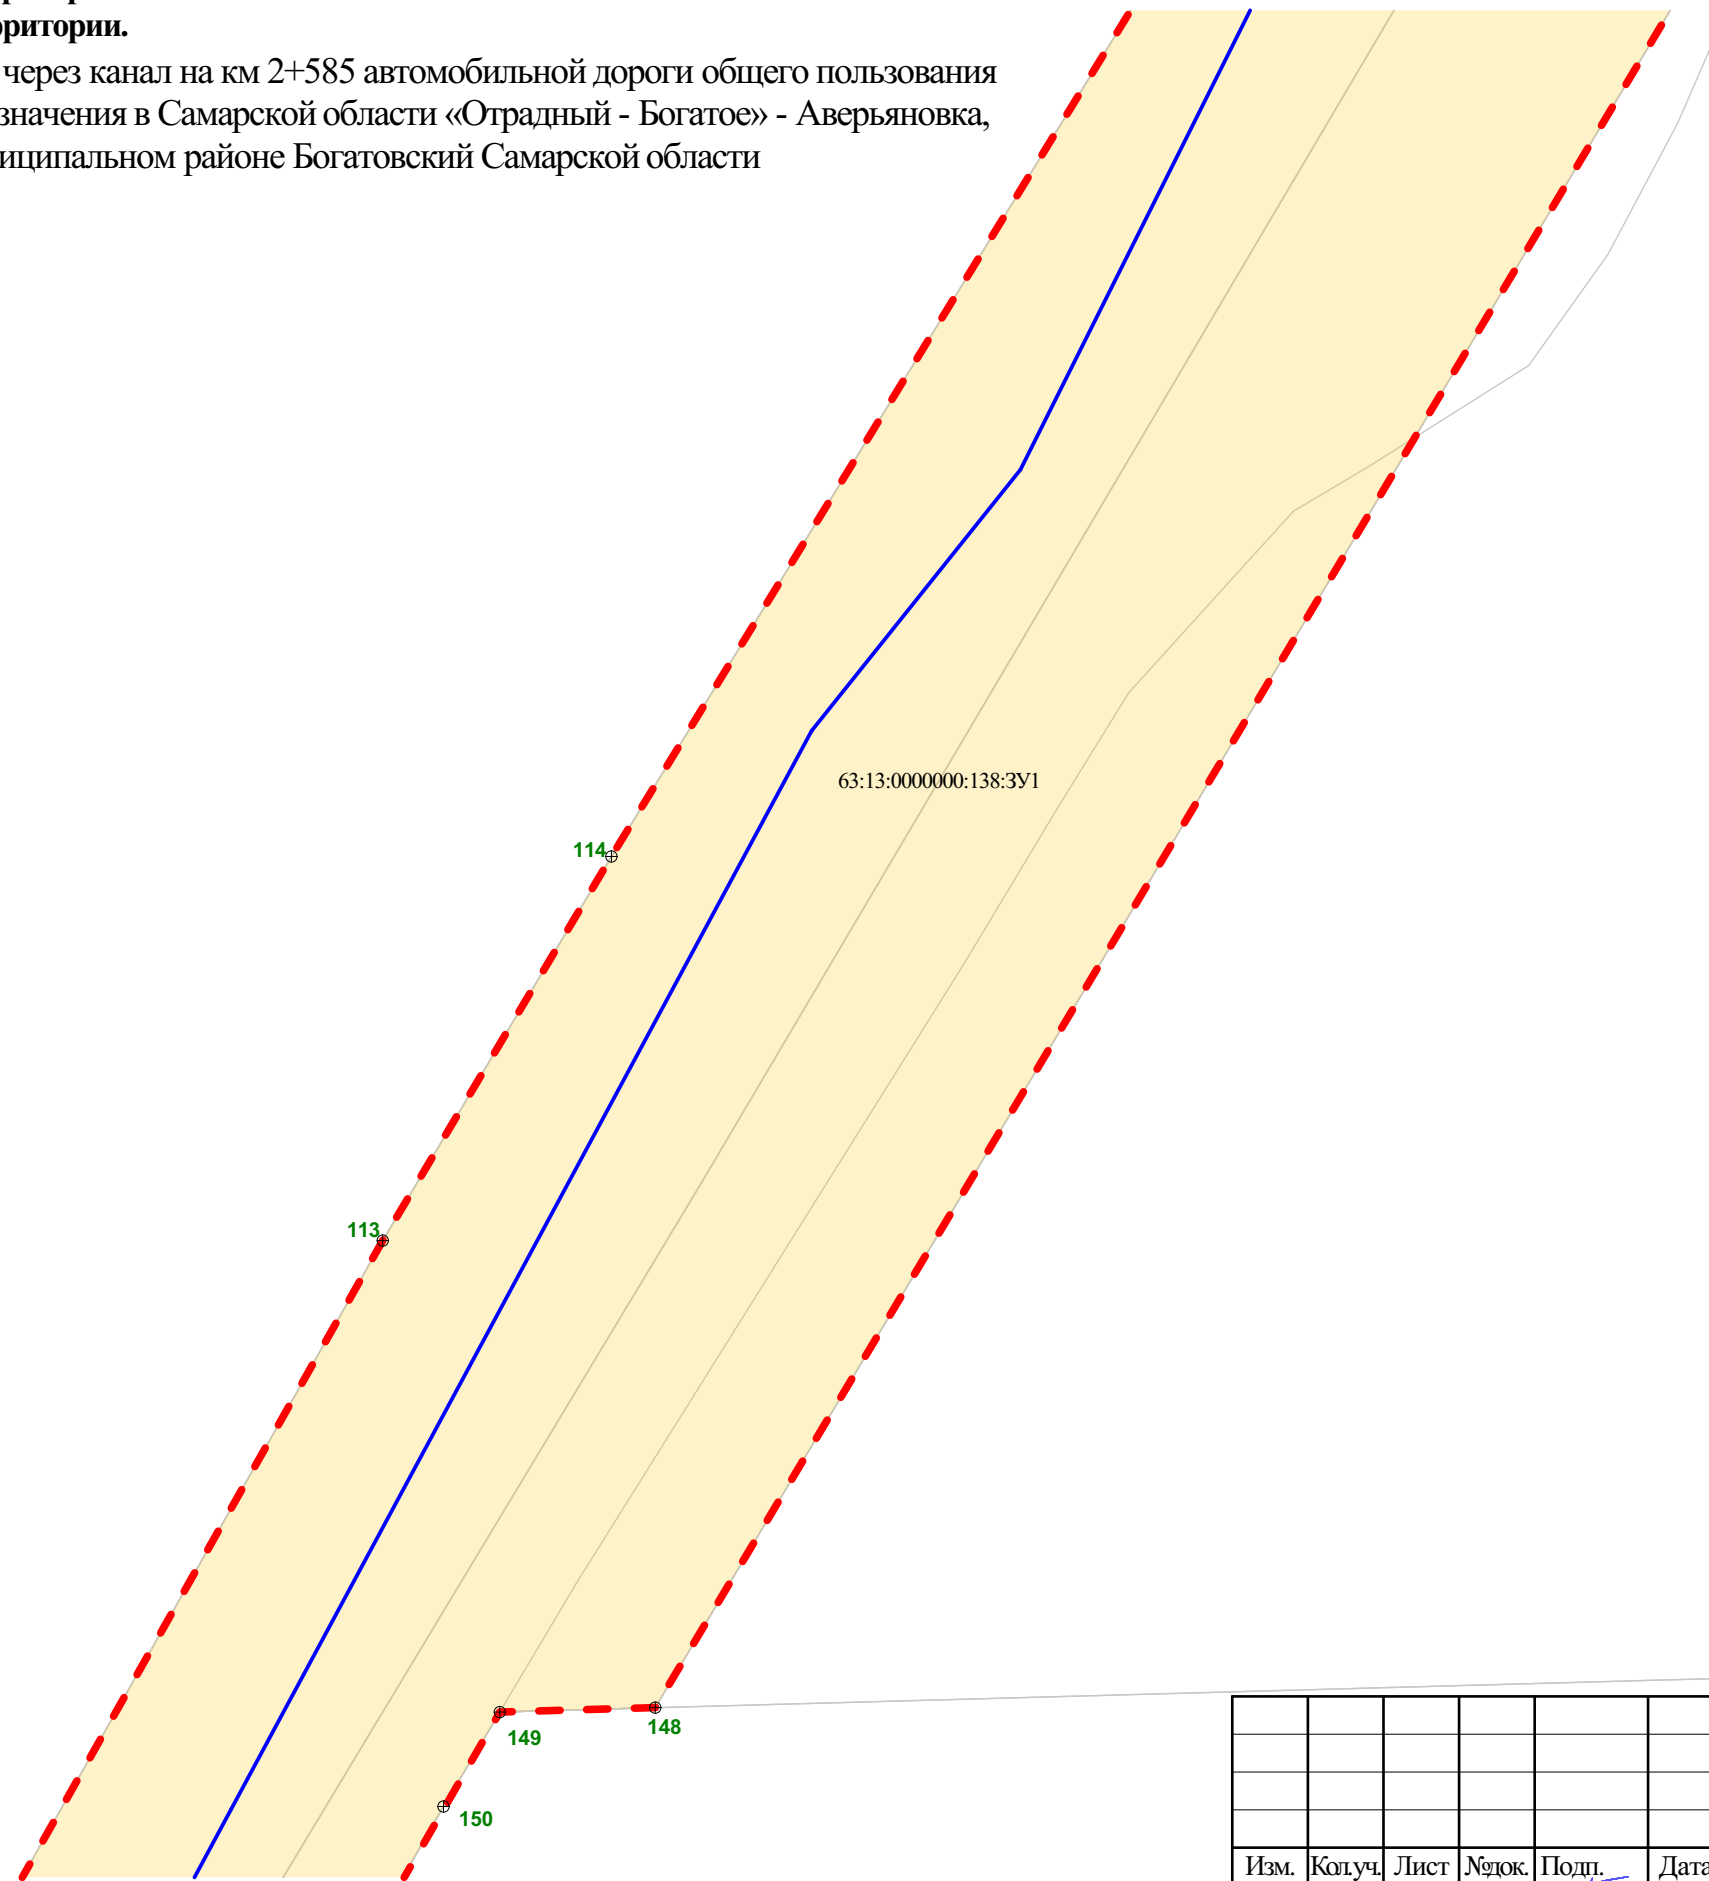 рритории.
через канал на км 2+585 автомобильной дороги общего пользования
значения в Самарской области «Отрадный - Богатое» - Аверьяновка,
иципальном районе Богатовский Самарской области
63:13:0000000:138:ЗУ1
114
113
149
148
150
Изм. Кол.уч. Лист №док. Подп. Дата